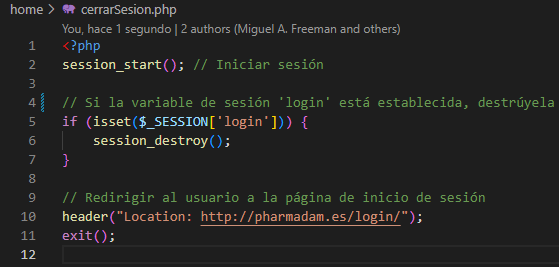 home > cerrarSesion.php
You, hace 1 segundo | 2 authors (Miguel A. Freeman and others)
1 <?php
2 session_start(); // Iniciar sesión
3
4 // Si la variable de sesión 'login' está establecida, destrúyela
5 if (isset($_SESSION['login'])) {
6     session_destroy();
7 }
8
9 // Redirigir al usuario a la página de inicio de sesión
10 header("Location: http://pharmadam.es/login/");
11 exit();
12